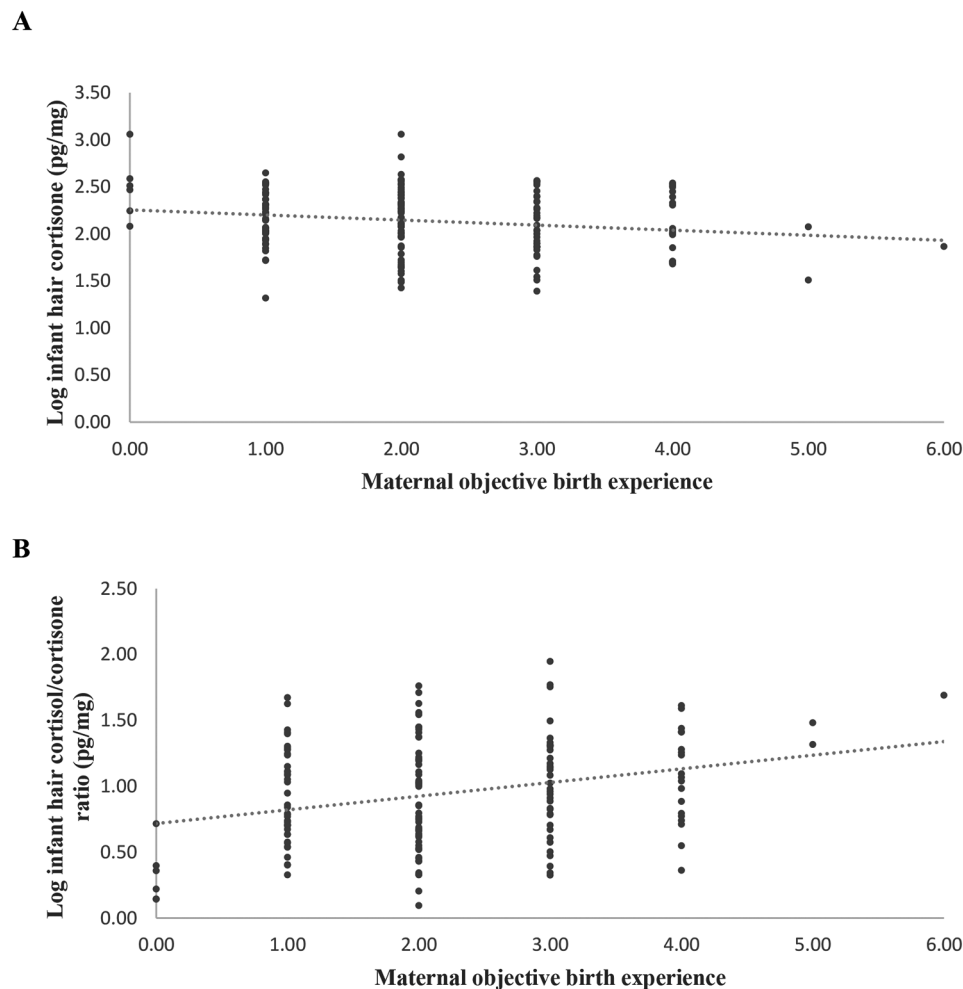 A
Log infant hair cortisone (pg/mg)
3.50
3.00
2.50
2.00
1.50
1.00
0.50
0.00
0.00 1.00 2.00 3.00 4.00 5.00 6.00
Maternal objective birth experience
B
Log infant hair cortisol/cortisone
ratio (pg/mg)
2.50
2.00
1.50
1.00
0.50
0.00
0.00 1.00 2.00 3.00 4.00 5.00 6.00
Maternal objective birth experience